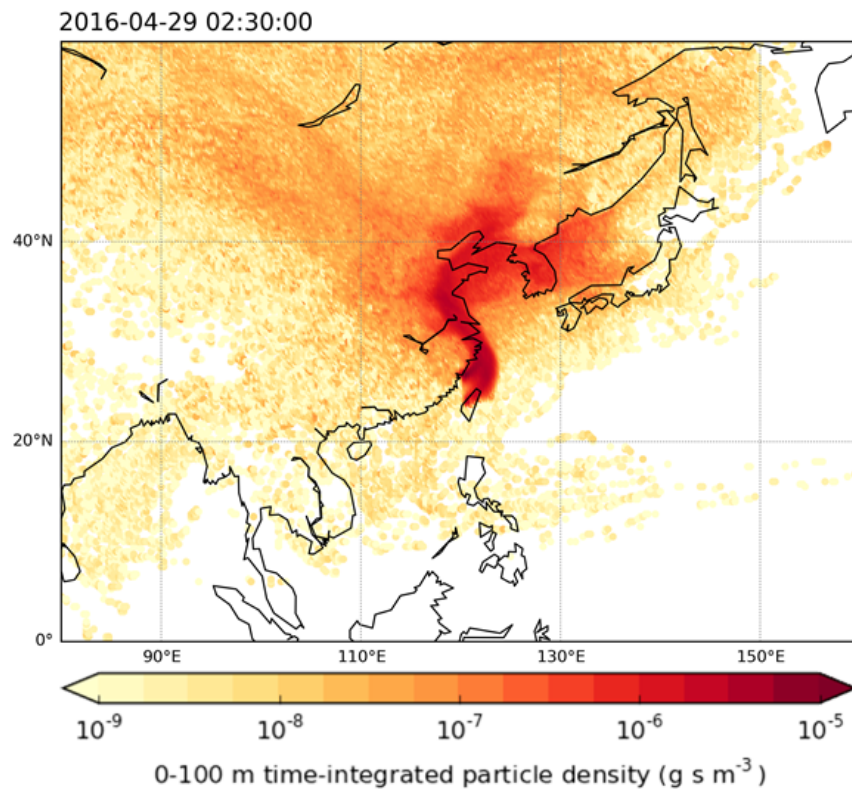 2016-04-29 02:30:00
40°N
20°N
0°
90°E 110°E 130°E 150°E
10⁻⁹ 10⁻⁸ 10⁻⁷ 10⁻⁶ 10⁻⁵
0-100 m time-integrated particle density (g s m⁻³ )